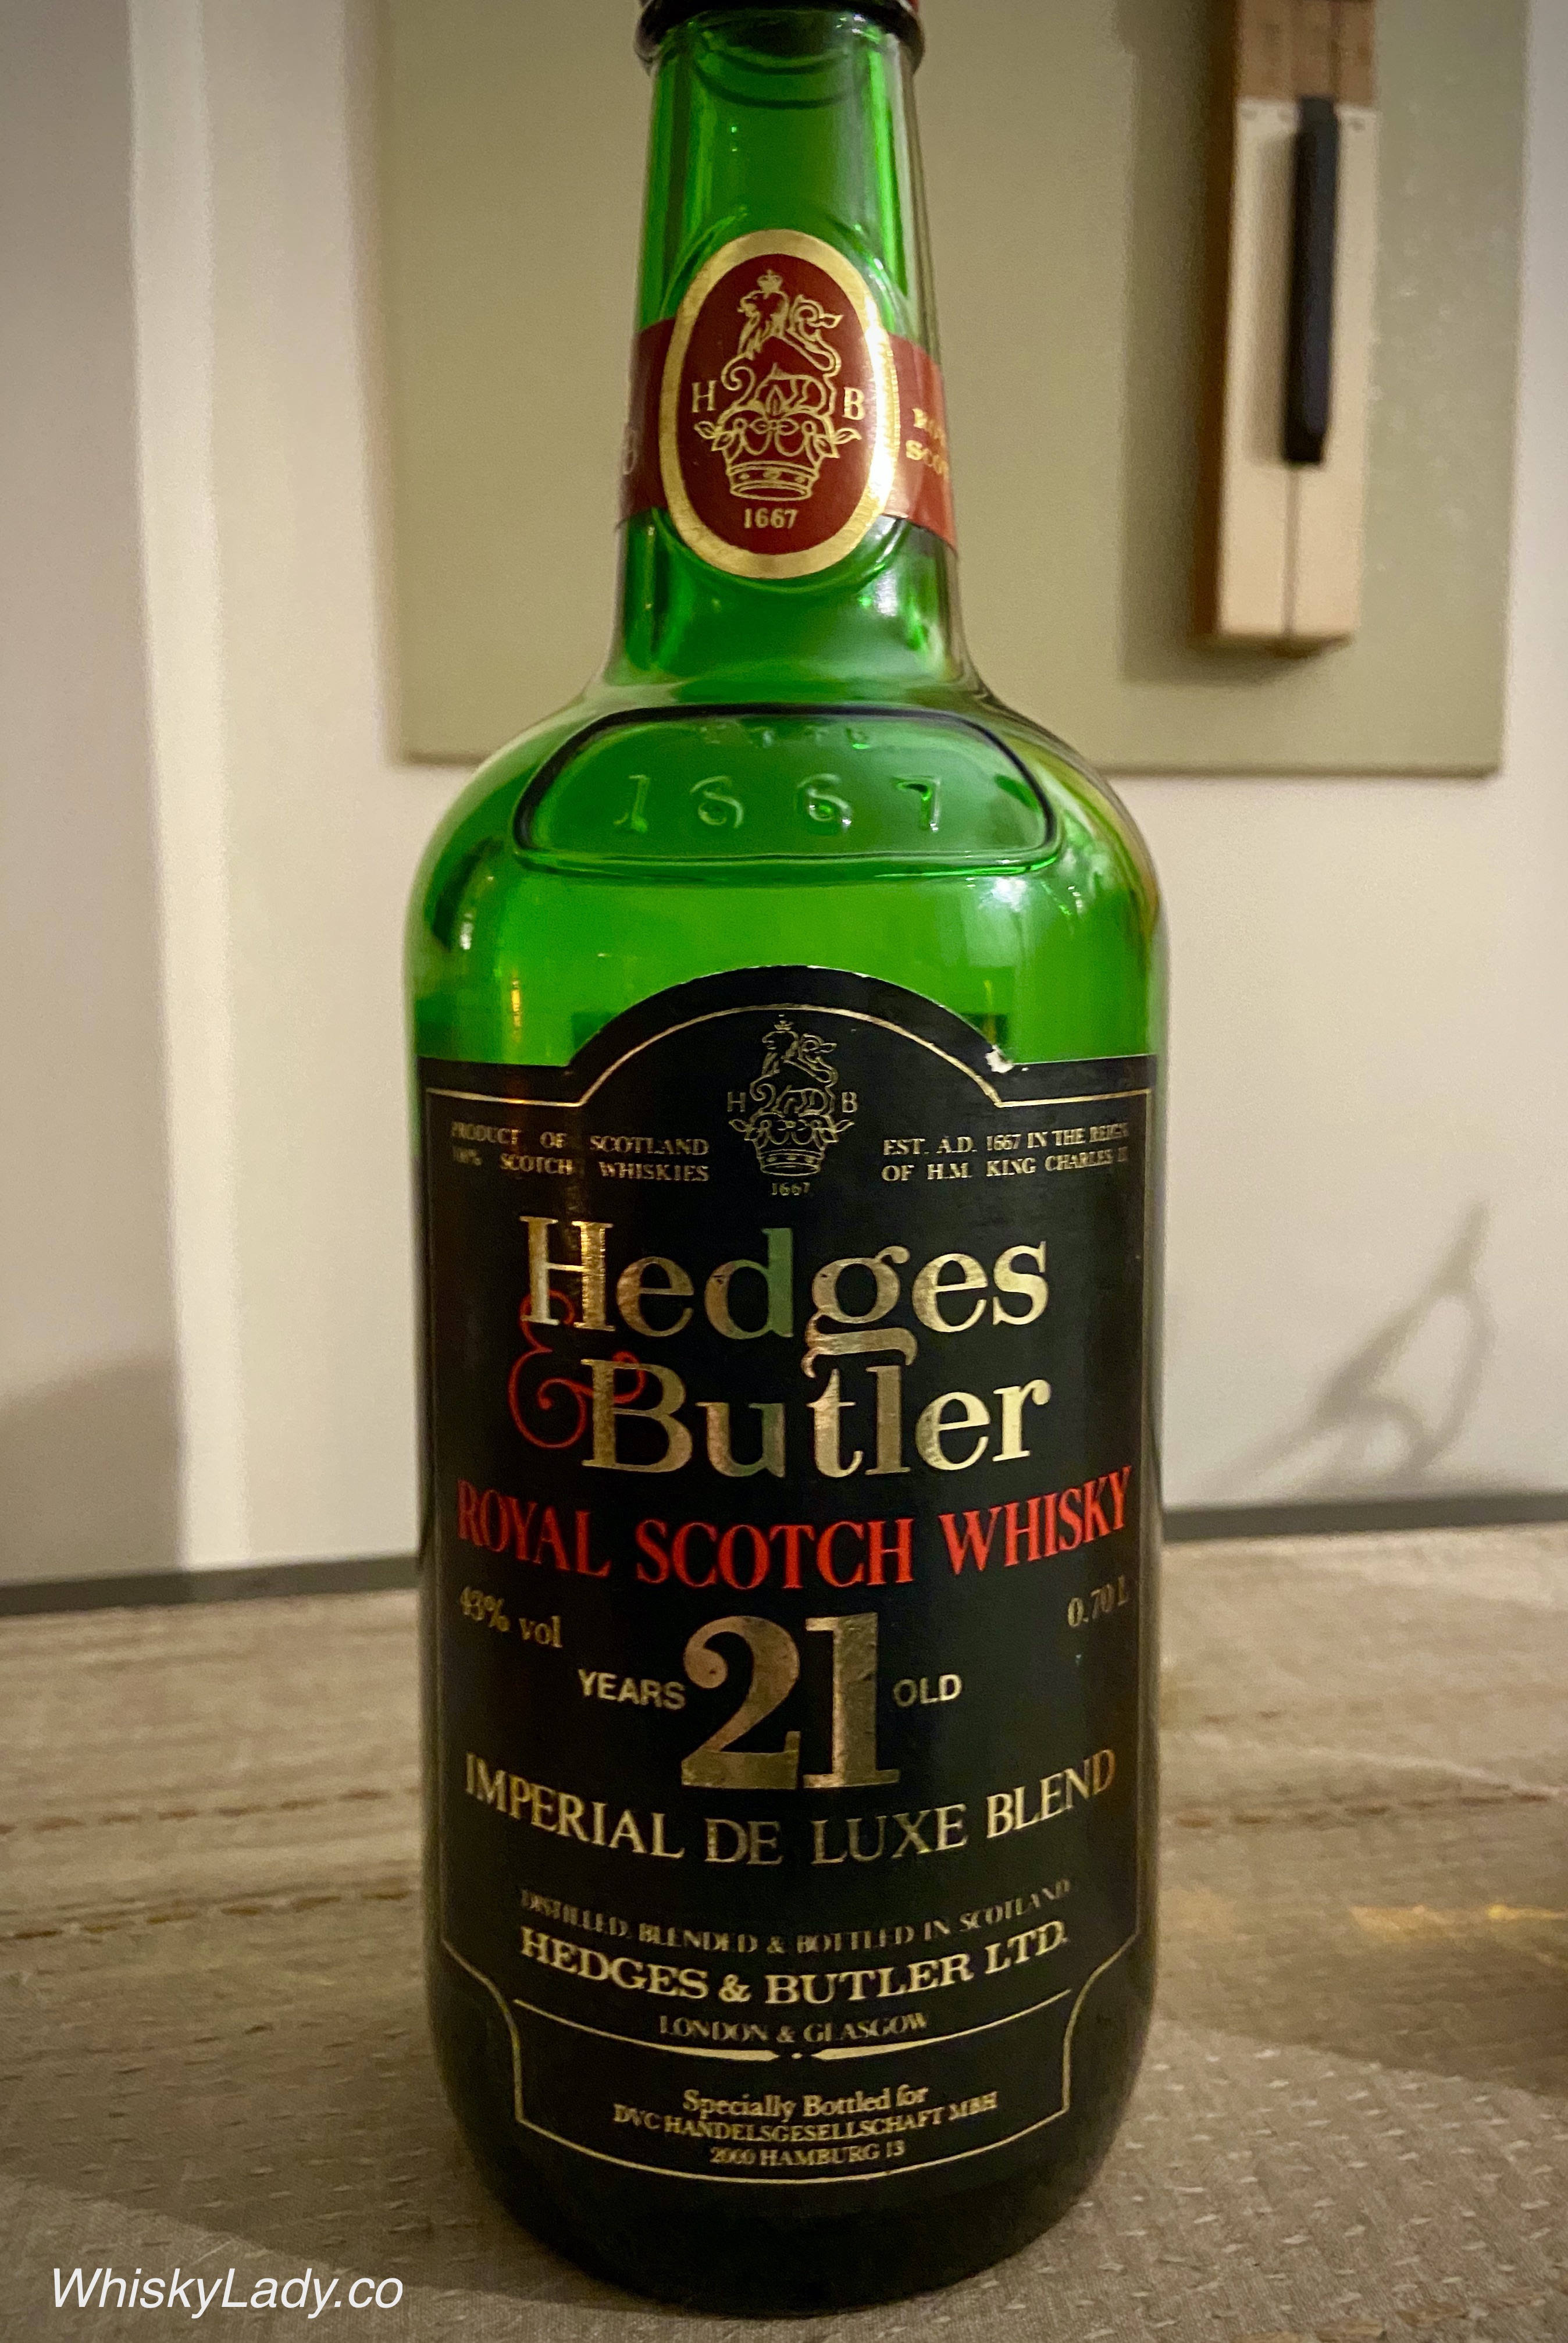 H B
1667
1667
H B
PRODUCT OF SCOTLAND
SCOTCH WHISKIES
1667
EST. A.D. 1667 IN THE REIGN
OF H.M. KING CHARLES II
Hedges
& Butler
ROYAL SCOTCH WHISKY
43% vol
0.70 L
YEARS 21 OLD
IMPERIAL DE LUXE BLEND
DISTILLED, BLENDED & BOTTLED IN SCOTLAND
HEDGES & BUTLER LTD.
LONDON & GLASGOW
Specially Bottled for
DVC HANDELSGESELLSCHAFT MBH
2000 HAMBURG 13
WhiskyLady.co